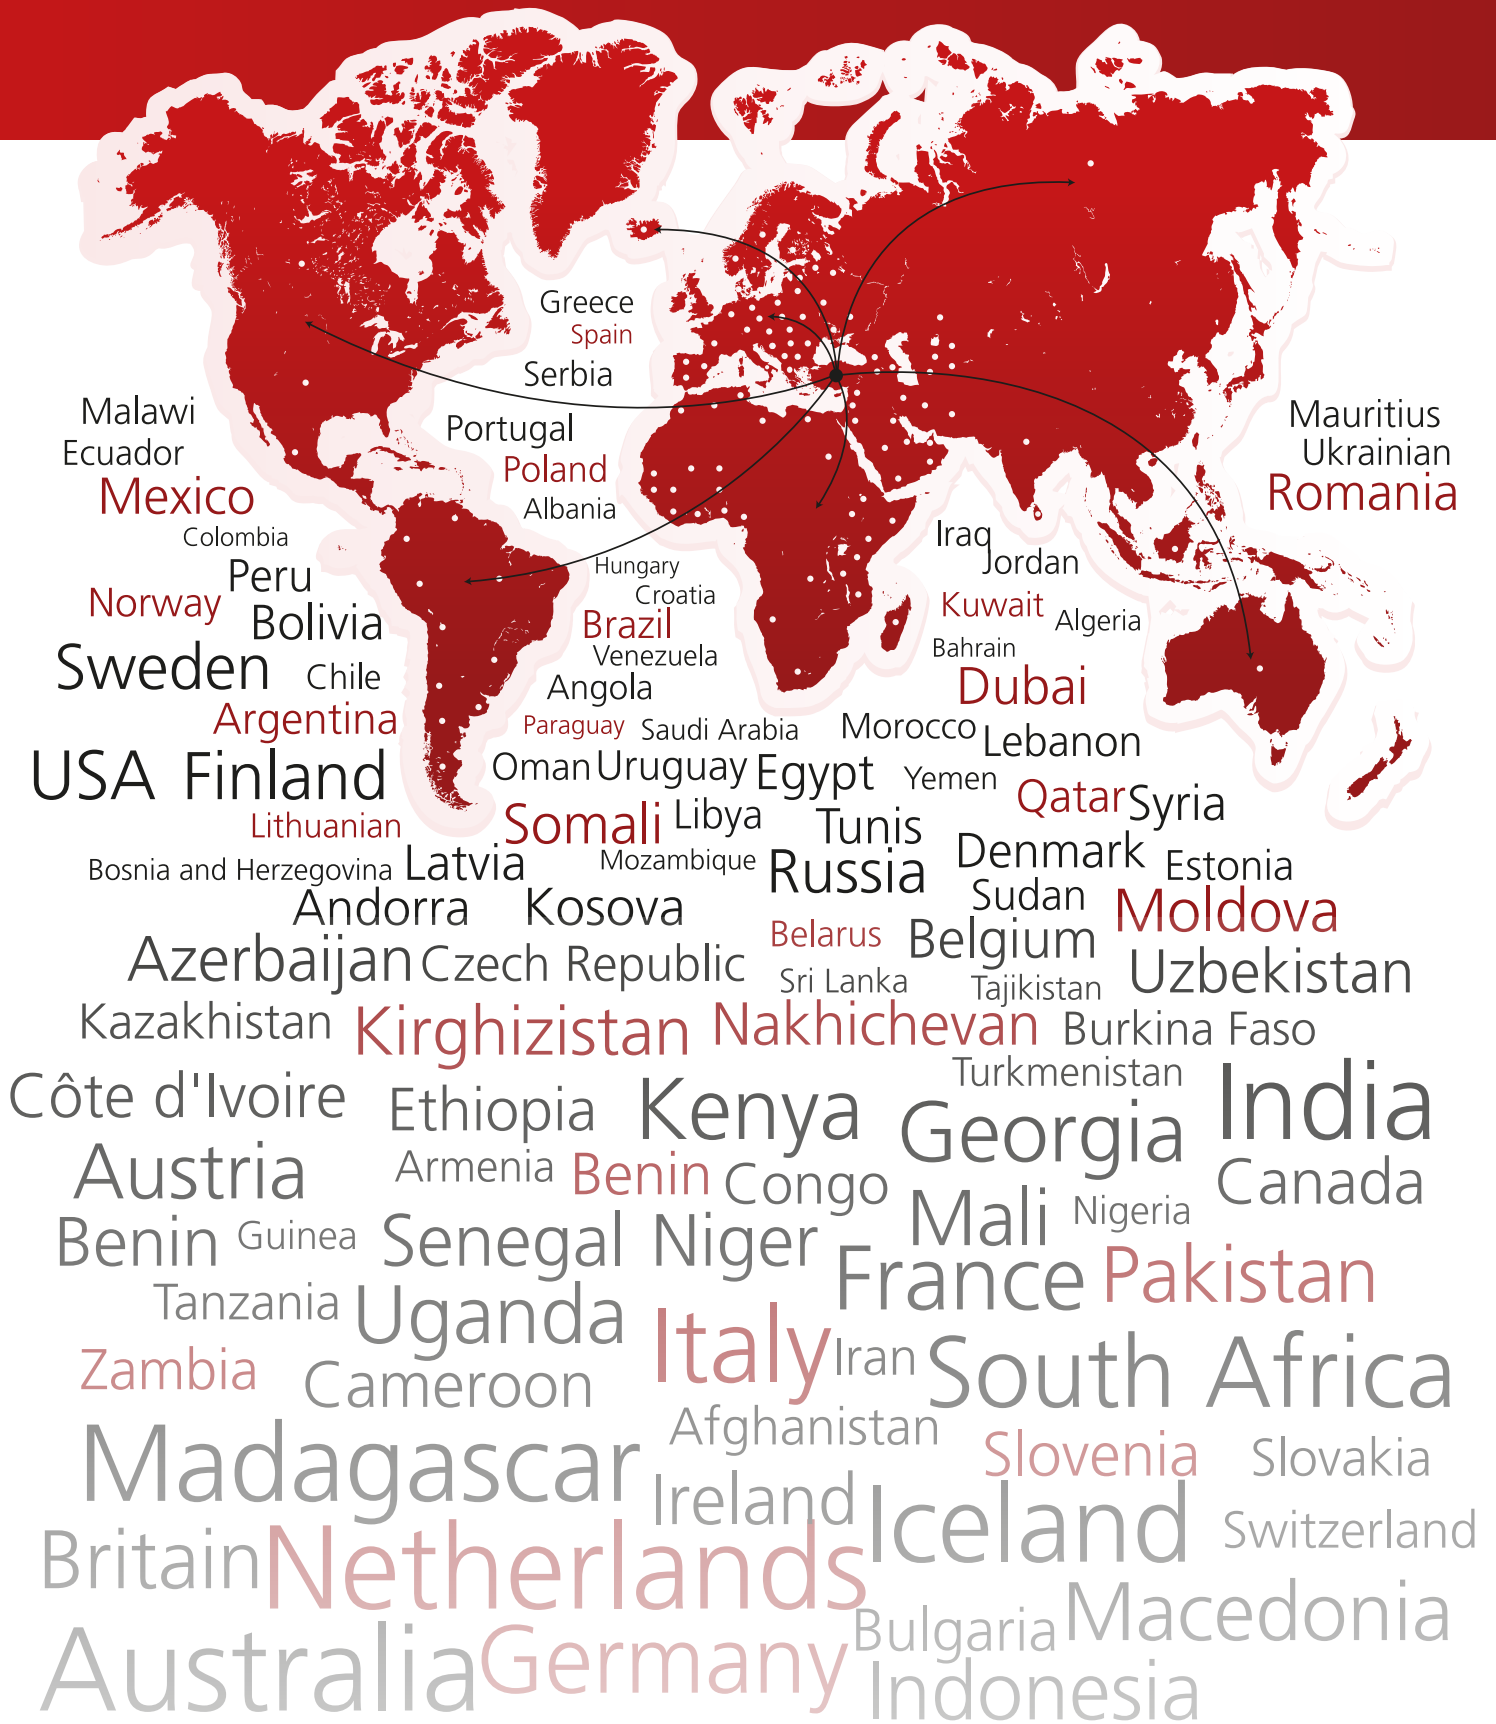 Greece
Spain
Serbia
Malawi
Portugal
Mauritius
Ecuador
Poland
Ukrainian
Mexico
Albania
Romania
Colombia
Iraq
Peru
Hungary
Jordan
Norway
Croatia
Kuwait
Algeria
Bolivia
Brazil
Bahrain
Sweden
Chile
Venezuela
Dubai
Angola
Argentina
Paraguay Saudi Arabia Morocco Lebanon
USA Finland
Oman Uruguay Egypt Yemen Qatar Syria
Lithuanian
Somali Libya Tunis
Denmark Estonia
Bosnia and Herzegovina Latvia Mozambique Russia
Sudan
Andorra Kosova Belarus Belgium Moldova
Azerbaijan Czech Republic Sri Lanka Tajikistan Uzbekistan
Kazakhistan Kirghizistan Nakhichevan Burkina Faso
Turkmenistan
Côte d'Ivoire Ethiopia Kenya Georgia India
Austria Armenia Benin Congo Canada
Mali Nigeria
Benin Guinea Senegal Niger
France Pakistan
Tanzania Uganda
Italy Iran South Africa
Zambia Cameroon
Afghanistan
Madagascar Slovenia Slovakia
Ireland Iceland Switzerland
Britain Netherlands
Bulgaria Macedonia
Australia Germany Indonesia